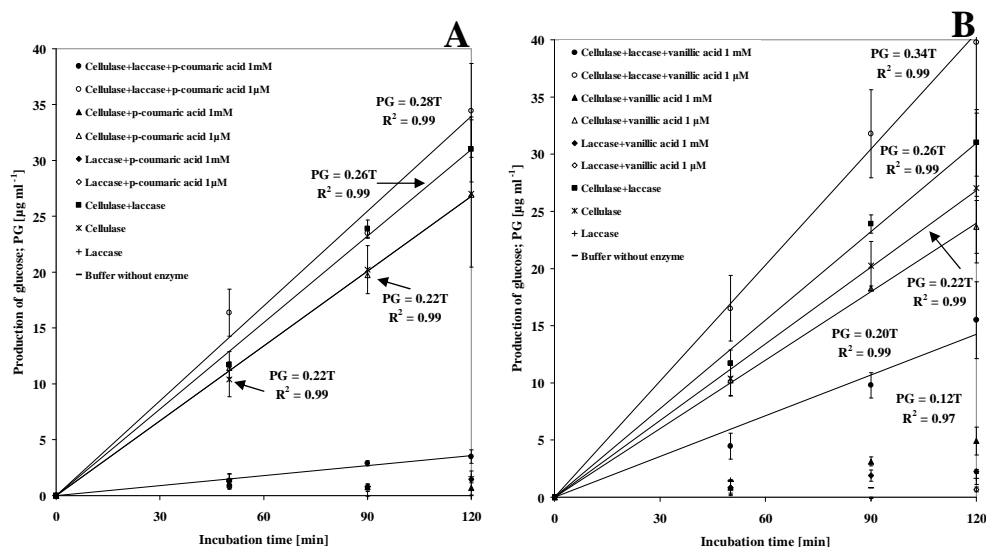 A
Production of glucose; PG [µg ml⁻¹]
40
35
30
25
20
15
10
5
0
0
30
60
90
120
Incubation time [min]
Cellulase+laccase+p-coumaric acid 1mM
Cellulase+laccase+p-coumaric acid 1µM
Cellulase+p-coumaric acid 1mM
Cellulase+p-coumaric acid 1µM
Laccase+p-coumaric acid 1mM
Laccase+p-coumaric acid 1µM
Cellulase+laccase
Cellulase
Laccase
Buffer without enzyme
PG = 0.28T
R² = 0.99
PG = 0.26T
R² = 0.99
PG = 0.22T
R² = 0.99
PG = 0.22T
R² = 0.99
B
Production of glucose; PG [µg ml⁻¹]
40
35
30
25
20
15
10
5
0
0
30
60
90
120
Incubation time [min]
Cellulase+laccase+vanillic acid 1 mM
Cellulase+laccase+vanillic acid 1 µM
Cellulase+vanillic acid 1 mM
Cellulase+vanillic acid 1 µM
Laccase+vanillic acid 1 mM
Laccase+vanillic acid 1 µM
Cellulase+laccase
Cellulase
Laccase
Buffer without enzyme
PG = 0.34T
R² = 0.99
PG = 0.26T
R² = 0.99
PG = 0.22T
R² = 0.99
PG = 0.20T
R² = 0.99
PG = 0.12T
R² = 0.97